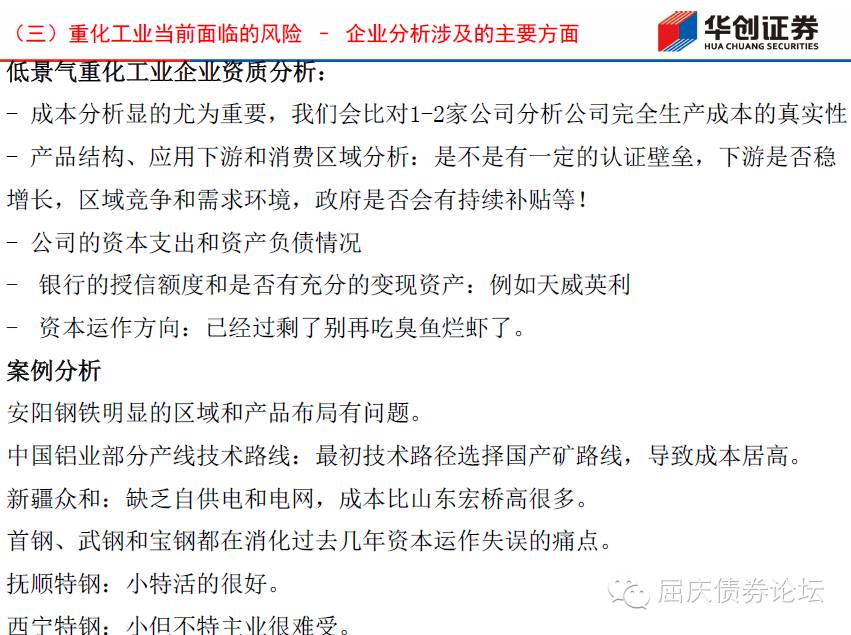 （三）重化工业当前面临的风险 – 企业分析涉及的主要方面
华创证券
HUA CHUANG SECURITIES
低景气重化工业企业资质分析：
- 成本分析显的尤为重要，我们会比对1-2家公司分析公司完全生产成本的真实性
- 产品结构、应用下游和消费区域分析：是不是有一定的认证壁垒，下游是否稳
增长，区域竞争和需求环境，政府是否会有持续补贴等！
- 公司的资本支出和资产负债情况
- 银行的授信额度和是否有充分的变现资产：例如天威英利
- 资本运作方向：已经过剩了别再吃臭鱼烂虾了。
案例分析
安阳钢铁明显的区域和产品布局有问题。
中国铝业部分产线技术路线：最初技术路径选择国产矿路线，导致成本居高。
新疆众和：缺乏自供电和电网，成本比山东宏桥高很多。
首钢、武钢和宝钢都在消化过去几年资本运作失误的痛点。
抚顺特钢：小特活的很好。
西宁特钢：小但不特主业很难受。
屈庆债券论坛